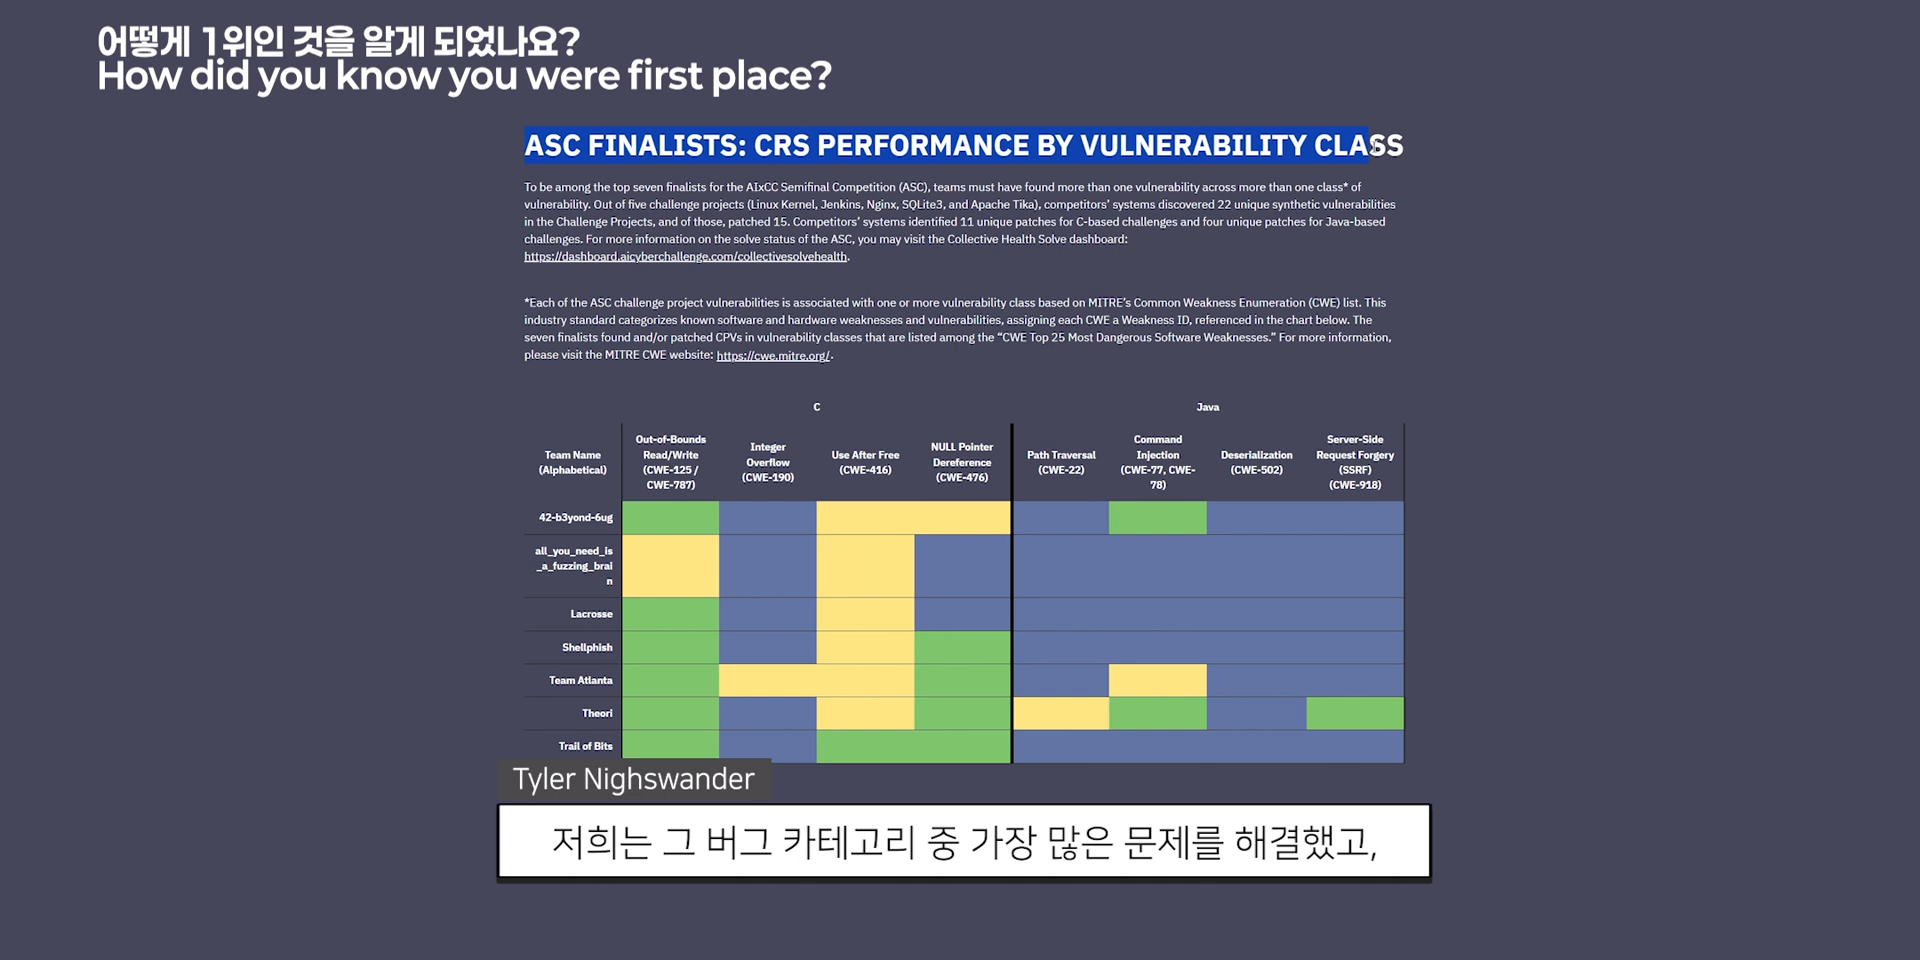 어떻게 1위인 것을 알게 되었나요?
How did you know you were first place?
ASC FINALISTS: CRS PERFORMANCE BY VULNERABILITY CLASS
To be among the top seven finalists for the AIxCC Semifinal Competition (ASC), teams must have found more than one vulnerability across more than one class* of
vulnerability. Out of five challenge projects (Linux Kernel, Jenkins, Nginx, SQLite3, and Apache Tika), competitors' systems discovered 22 unique synthetic vulnerabilities
in the Challenge Projects, and of those, patched 15. Competitors' systems identified 11 unique patches for C-based challenges and four unique patches for Java-based
challenges. For more information on the solve status of the ASC, you may visit the Collective Health Solve dashboard:
https://dashboard.aicyberchallenge.com/collectivesolvehealth.
*Each of the ASC challenge project vulnerabilities is associated with one or more vulnerability class based on MITRE's Common Weakness Enumeration (CWE) list. This
industry standard categorizes known software and hardware weaknesses and vulnerabilities, assigning each CWE a Weakness ID, referenced in the chart below. The
seven finalists found and/or patched CPVs in vulnerability classes that are listed among the “CWE Top 25 Most Dangerous Software Weaknesses.” For more information,
please visit the MITRE CWE website: https://cwe.mitre.org/.
C
Java
Team Name
(Alphabetical)
Out-of-Bounds
Read/Write
(CWE-125 /
CWE-787)
Integer
Overflow
(CWE-190)
Use After Free
(CWE-416)
NULL Pointer
Dereference
(CWE-476)
Path Traversal
(CWE-22)
Command
Injection
(CWE-77, CWE-
78)
Deserialization
(CWE-502)
Server-Side
Request Forgery
(SSRF)
(CWE-918)
42-b3yond-6ug
all_you_need_is
_a_fuzzing_brai
n
Lacrosse
Shellphish
Team Atlanta
Theori
Trail of Bits
Tyler Nighswander
저희는 그 버그 카테고리 중 가장 많은 문제를 해결했고,